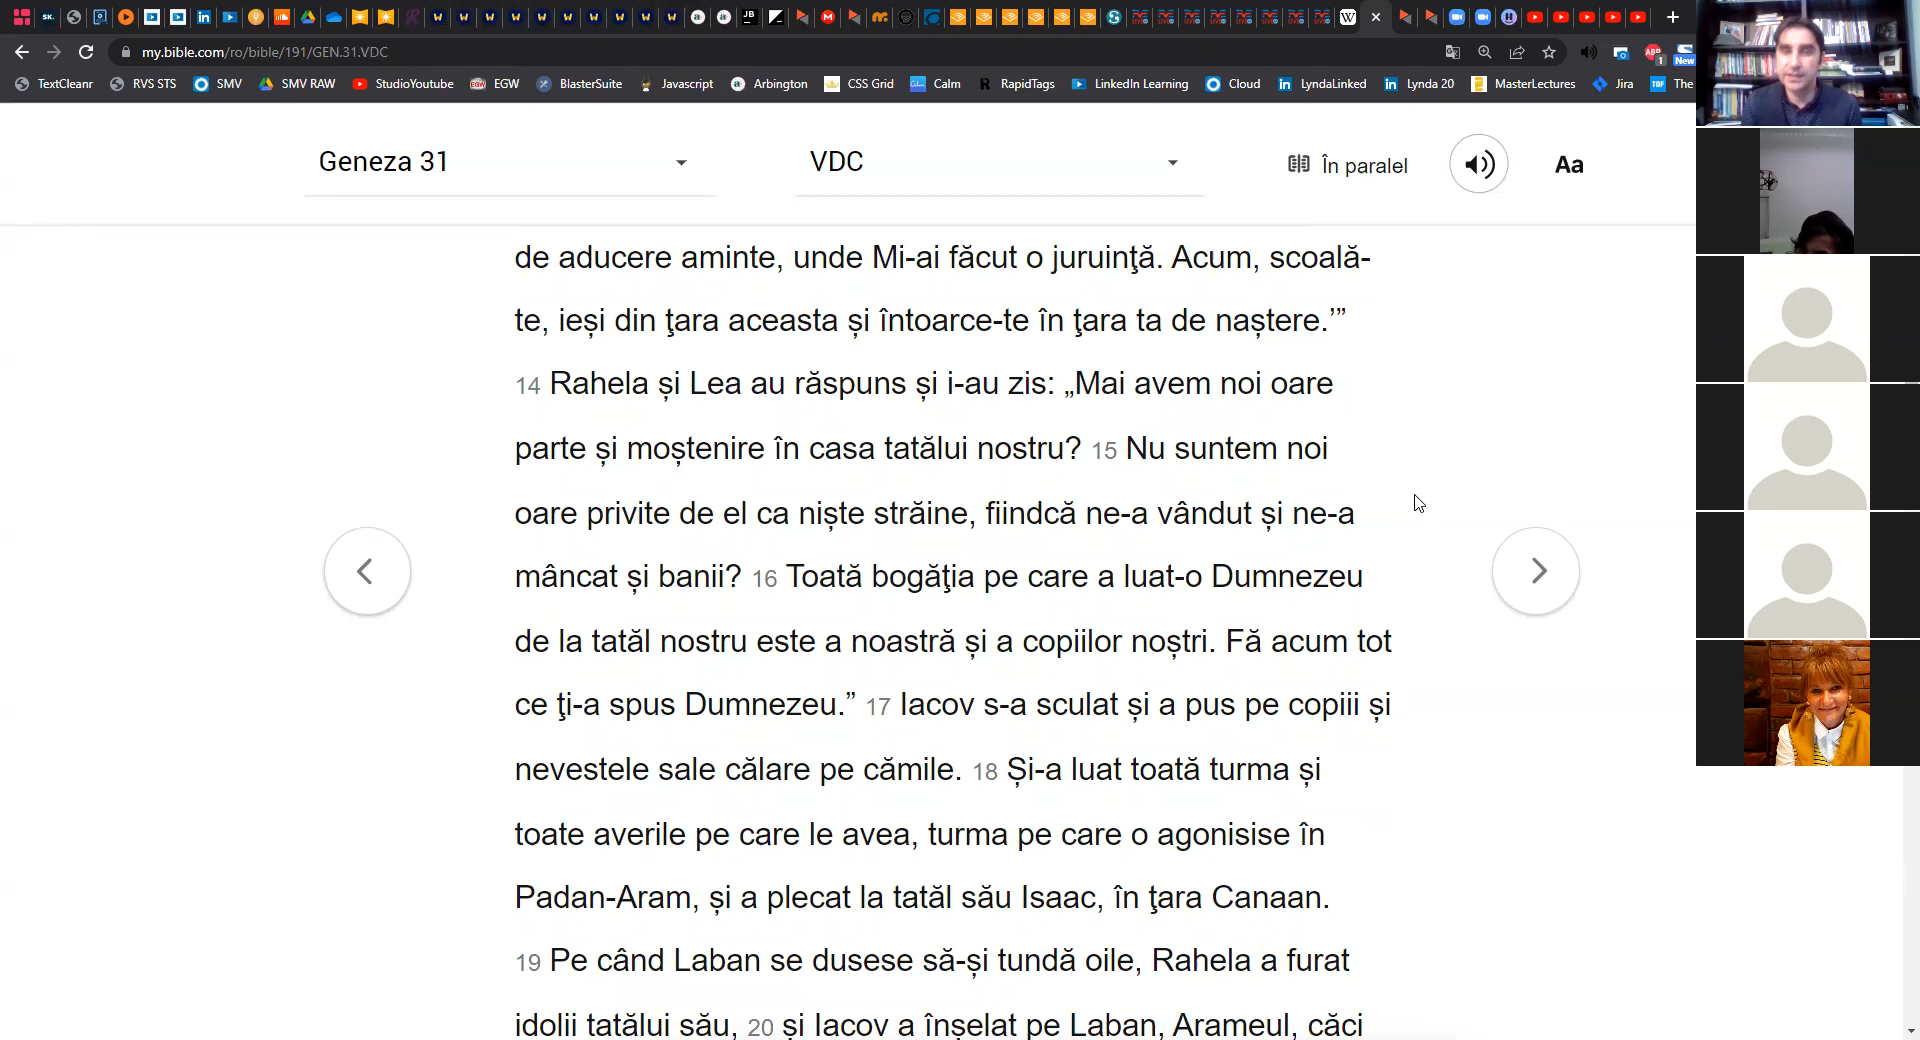 my.bible.com/ro/bible/191/GEN.31.VDC
TextCleanr RVS STS SMV SMV RAW StudioYoutube EGW BlasterSuite Javascript Arbington CSS Grid Calm RapidTags LinkedIn Learning Cloud LyndaLinked Lynda 20 MasterLectures Jira The
New
Geneza 31 VDC În paralel Aa
de aducere aminte, unde Mi-ai făcut o juruinţă. Acum, scoală-
te, ieși din ţara aceasta și întoarce-te în ţara ta de naștere.’”
14 Rahela și Lea au răspuns și i-au zis: „Mai avem noi oare
parte și moștenire în casa tatălui nostru? 15 Nu suntem noi
oare privite de el ca niște străine, fiindcă ne-a vândut și ne-a
mâncat și banii? 16 Toată bogăţia pe care a luat-o Dumnezeu
de la tatăl nostru este a noastră și a copiilor noștri. Fă acum tot
ce ţi-a spus Dumnezeu.” 17 Iacov s-a sculat și a pus pe copiii și
nevestele sale călare pe cămile. 18 Și-a luat toată turma și
toate averile pe care le avea, turma pe care o agonisise în
Padan-Aram, și a plecat la tatăl său Isaac, în ţara Canaan.
19 Pe când Laban se dusese să-și tundă oile, Rahela a furat
idolii tatălui său, 20 și Iacov a înșelat pe Laban, Arameul, căci